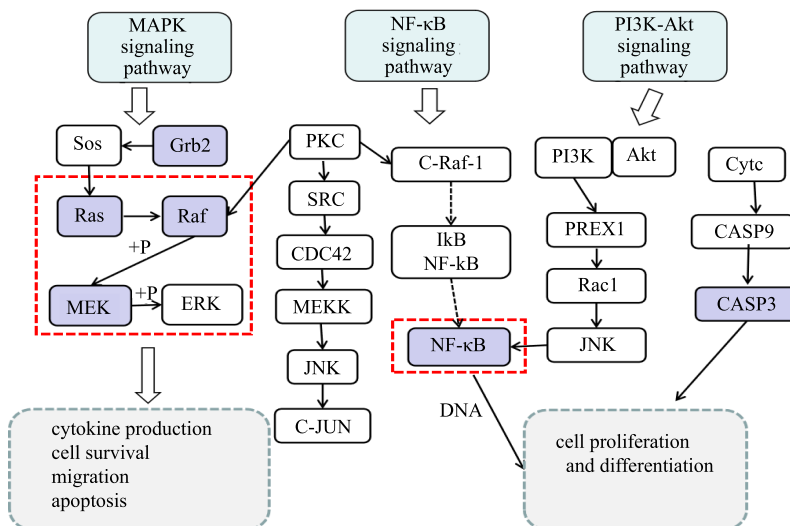 MAPK
signaling
pathway
NF-κB
signaling
pathway
PI3K-Akt
signaling
pathway
Sos
Grb2
Ras
Raf
+P
+P
MEK
ERK
PKC
SRC
CDC42
MEKK
JNK
C-JUN
C-Raf-1
IkB
NF-kB
NF-κB
PI3K
Akt
PREX1
Rac1
JNK
Cytc
CASP9
CASP3
DNA
cytokine production
cell survival
migration
apoptosis
cell proliferation
and differentiation